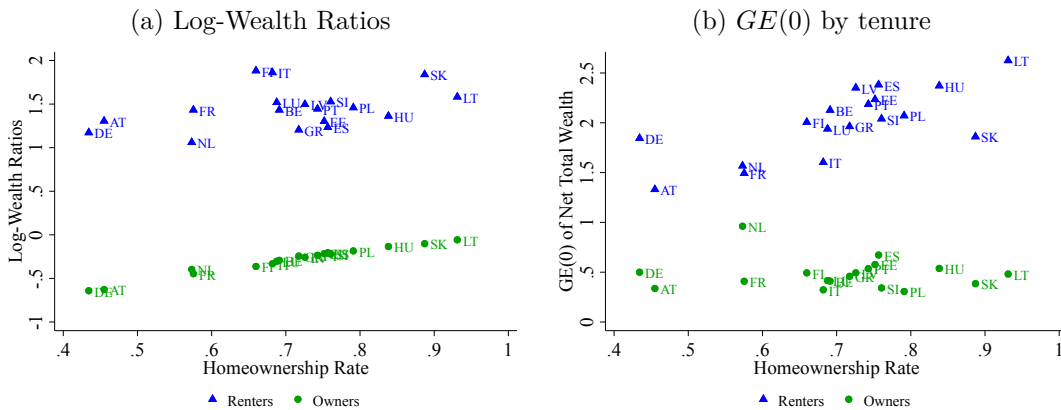 (a) Log-Wealth Ratios
(b) GE(0) by tenure
Log-Wealth Ratios
2
1.5
1
.5
0
-.5
-1
DE
AT
FR
NL
FI
IT
LU
BE
LV
GR
PT
EE
ES
SI
PL
HU
SK
LT
DE
AT
NL
FR
FI
IT
PL
HU
SK
LT
.4
.5
.6
.7
.8
.9
1
Homeownership Rate
Renters
Owners
GE(0) of Net Total Wealth
2.5
2
1.5
1
.5
0
DE
AT
NL
FR
FI
BE
LU
IT
LV
GR
PT
ES
EE
SI
PL
HU
SK
LT
NL
DE
AT
FR
FI
IT
GR
PT
ES
EE
SI
PL
HU
SK
LT
.4
.5
.6
.7
.8
.9
1
Homeownership Rate
Renters
Owners